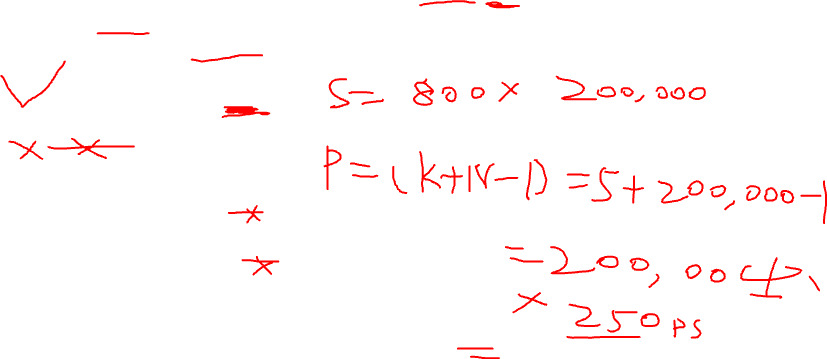 S = 800 × 200,000
P = (K+N-1) = 5 + 200,000-1
= 200,004
× 250 ps
=